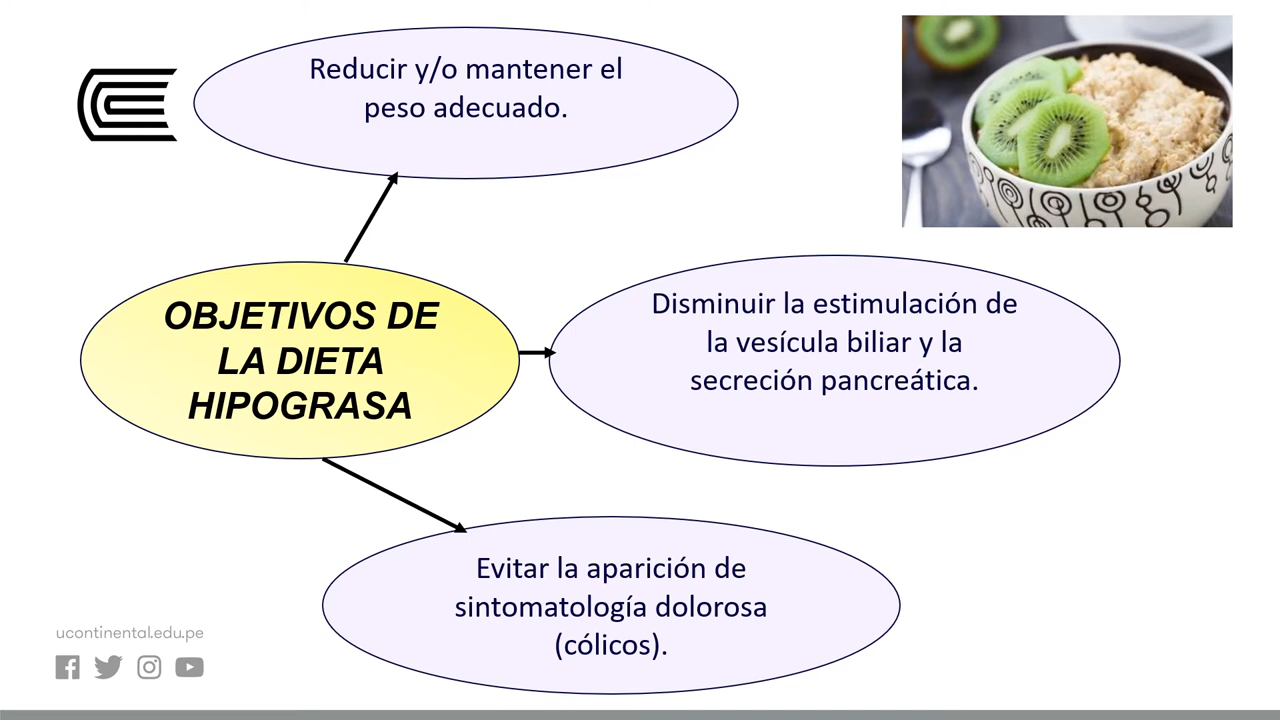 Reducir y/o mantener el
peso adecuado.
OBJETIVOS DE
LA DIETA
HIPOGRASA
Disminuir la estimulación de
la vesícula biliar y la
secreción pancreática.
Evitar la aparición de
sintomatología dolorosa
(cólicos).
ucontinental.edu.pe